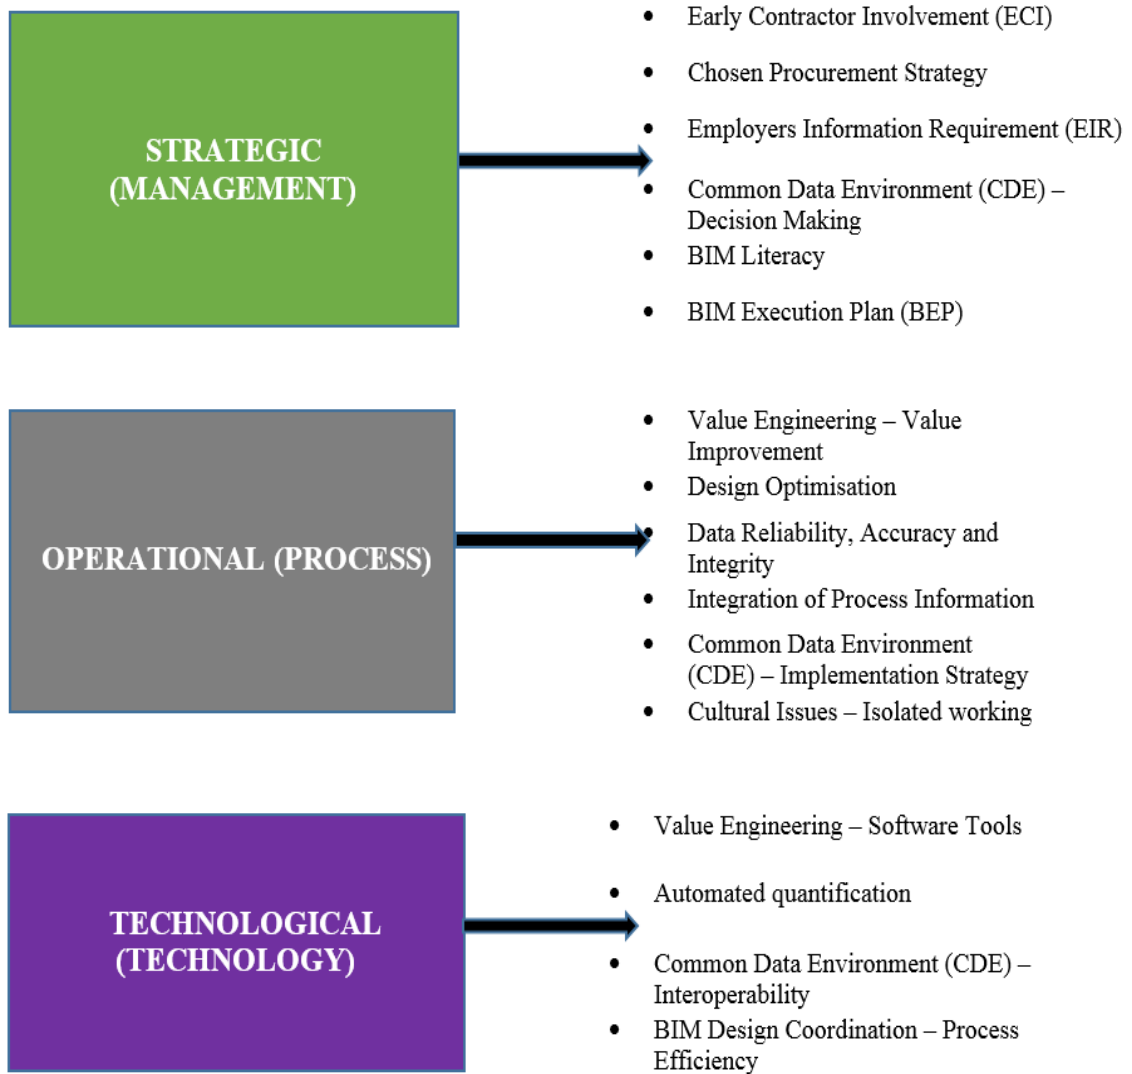 STRATEGIC
(MANAGEMENT)
• Early Contractor Involvement (ECI)
• Chosen Procurement Strategy
• Employers Information Requirement (EIR)
• Common Data Environment (CDE) –
Decision Making
• BIM Literacy
• BIM Execution Plan (BEP)
OPERATIONAL (PROCESS)
• Value Engineering – Value
Improvement
• Design Optimisation
• Data Reliability, Accuracy and
Integrity
• Integration of Process Information
• Common Data Environment
(CDE) – Implementation Strategy
• Cultural Issues – Isolated working
TECHNOLOGICAL
(TECHNOLOGY)
• Value Engineering – Software Tools
• Automated quantification
• Common Data Environment (CDE) –
Interoperability
• BIM Design Coordination – Process
Efficiency